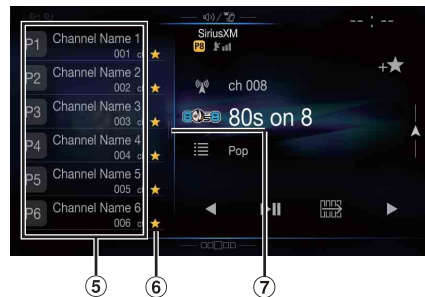 -- : --
SiriusXM
P8
P1 Channel Name 1
001 c
P2 Channel Name 2
002 c
P3 Channel Name 3
003 c
P4 Channel Name 4
004 c
P5 Channel Name 5
005 c
P6 Channel Name 6
006 c
ch 008
80s on 8
Pop
5
6
7